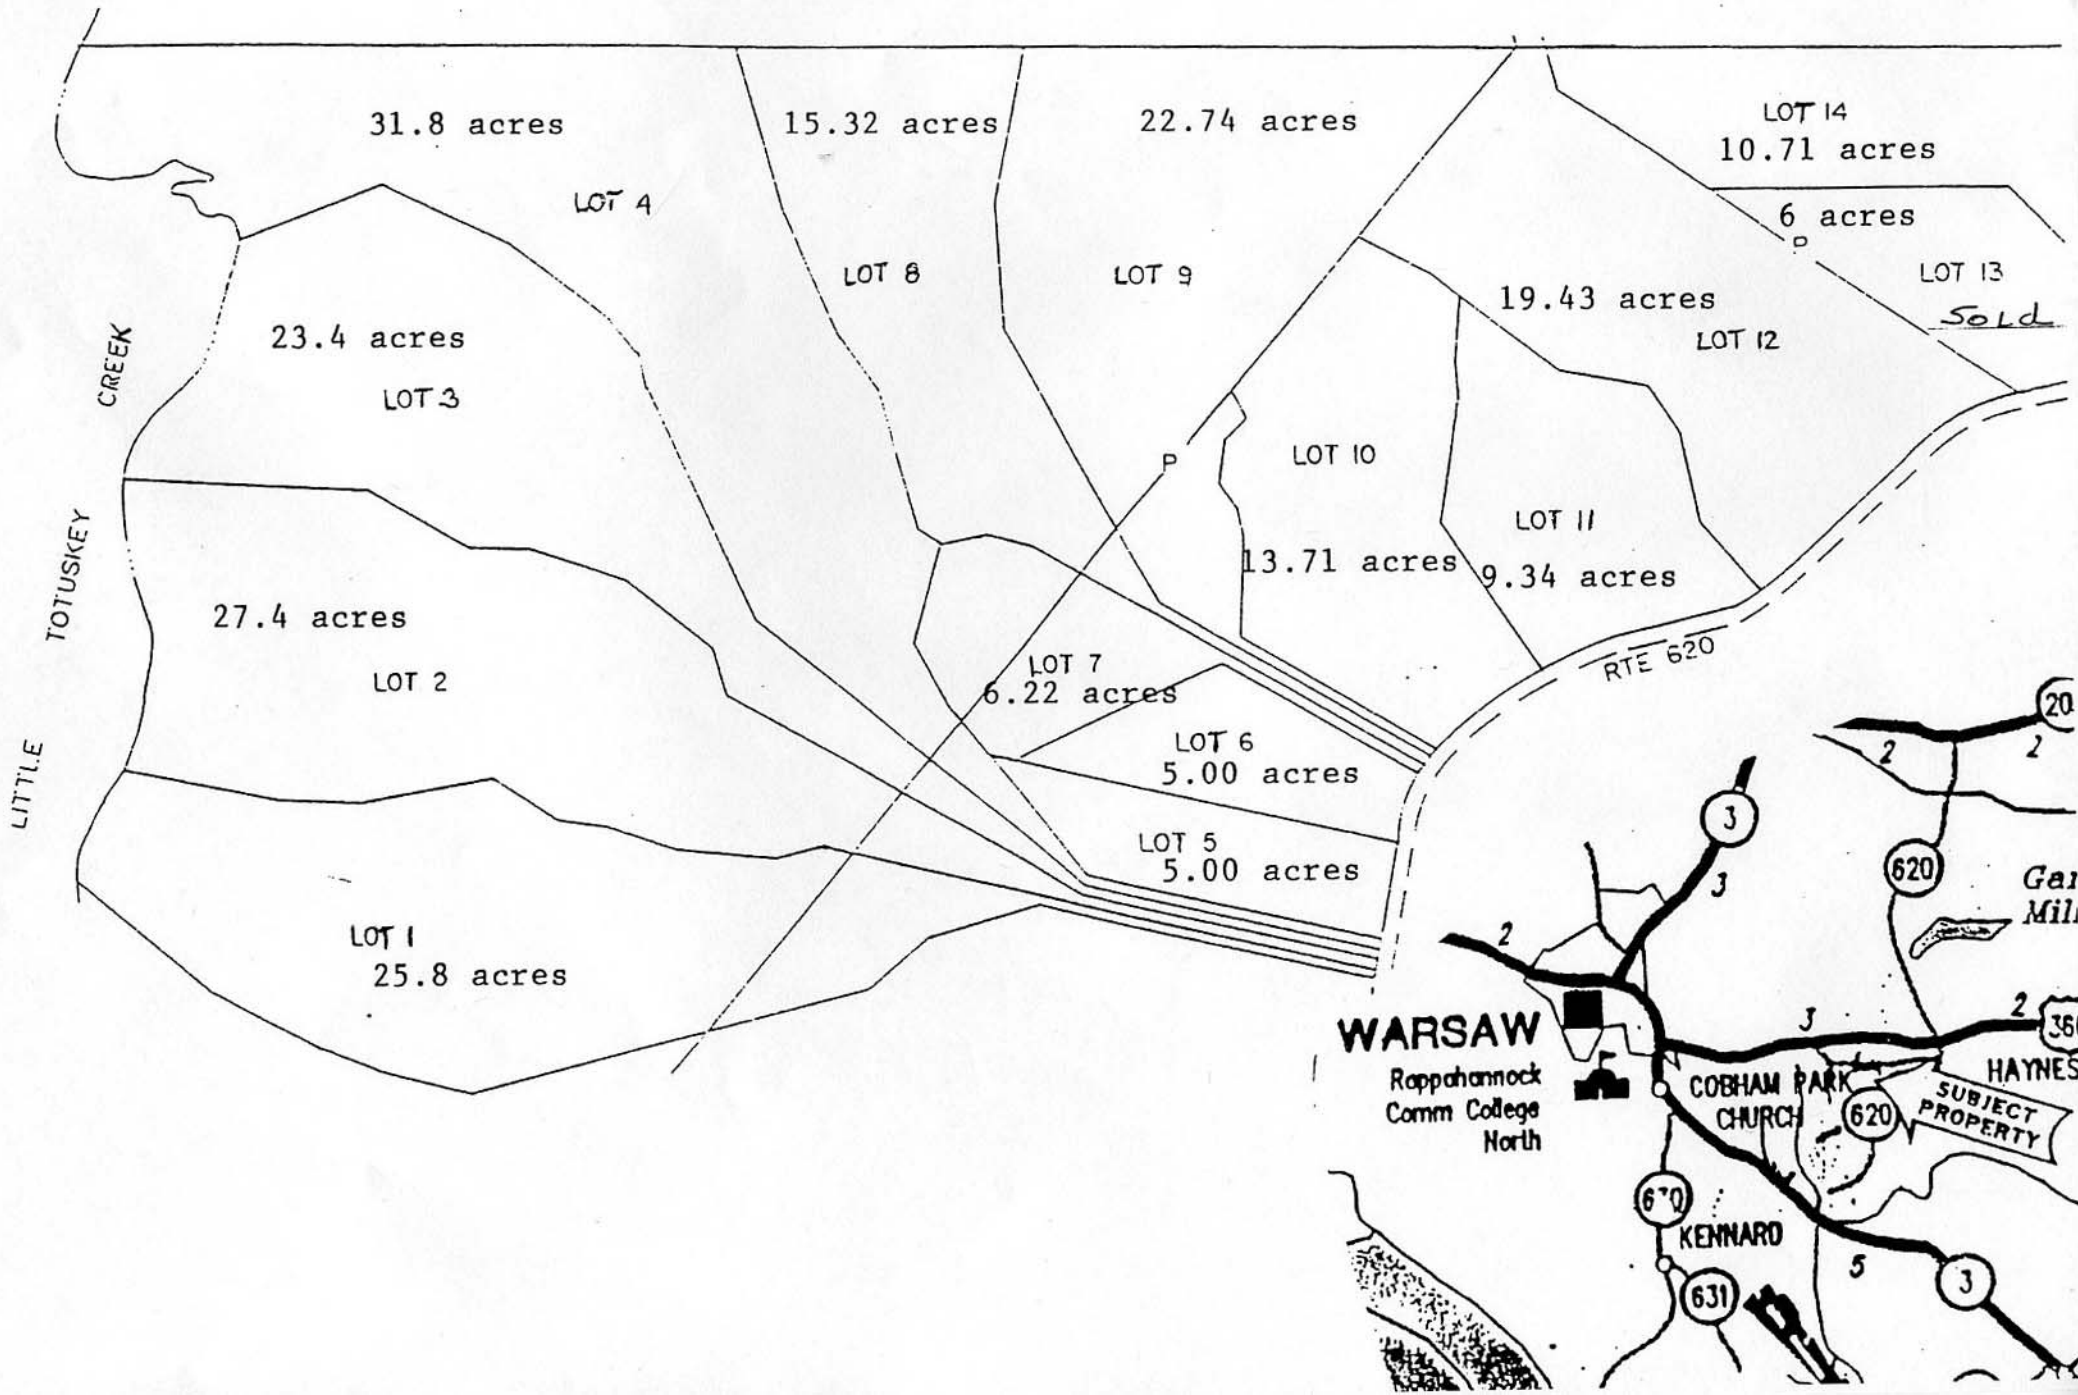 31.8 acres
LOT 4
15.32 acres
LOT 8
22.74 acres
LOT 9
LOT 14
10.71 acres
6 acres
P
LOT 13
SOLD
19.43 acres
LOT 12
23.4 acres
LOT 3
LOT 10
13.71 acres
P
LOT 11
9.34 acres
27.4 acres
LOT 2
LOT 7
6.22 acres
LOT 6
5.00 acres
LOT 5
5.00 acres
LOT 1
25.8 acres
LITTLE TOTUSKEY CREEK
RTE 620
20
2
2
3
3
620
2
3
2
WARSAW
Rappahannock
Comm College
North
COBHAM PARK
CHURCH
620
SUBJECT
PROPERTY
KENNARD
5
3
631